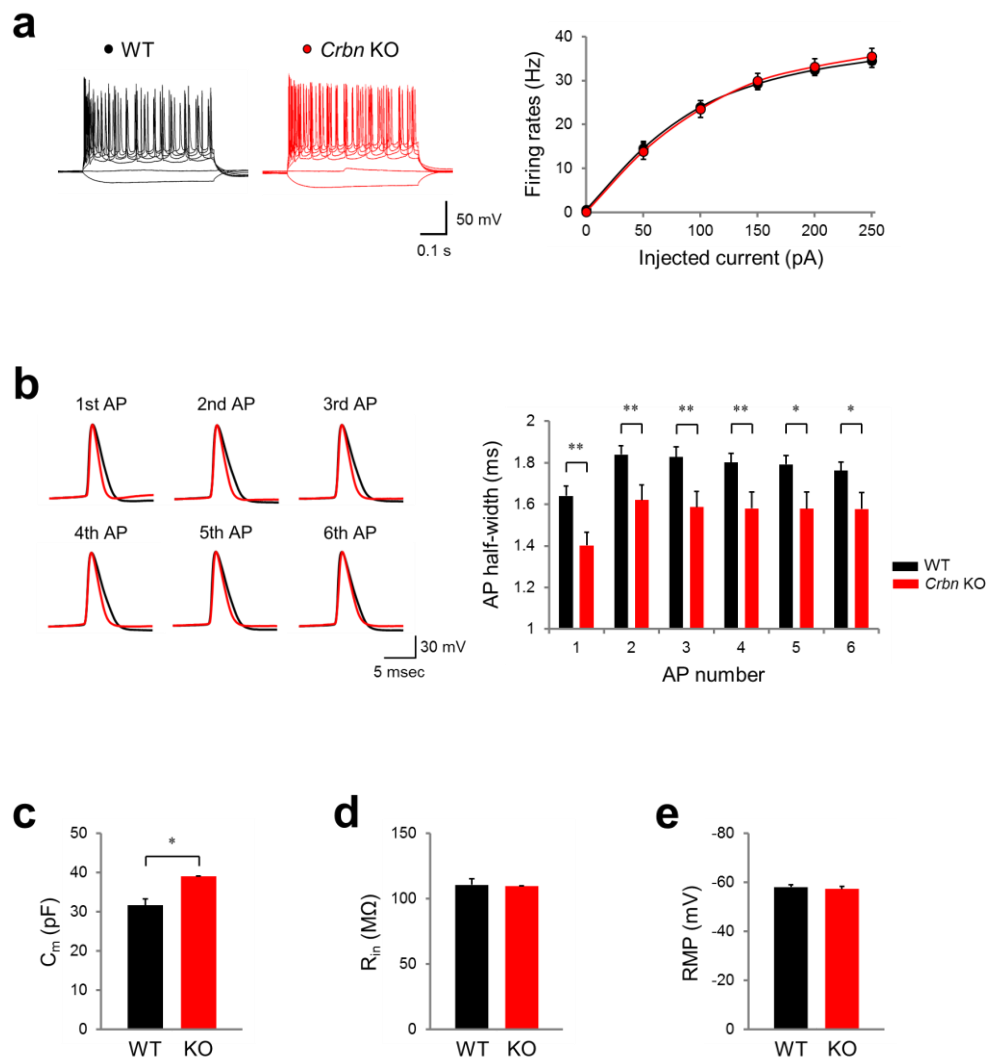 a
WT
Crbn KO
50 mV
0.1 s
Firing rates (Hz)
40
30
20
10
0
0 50 100 150 200 250
Injected current (pA)
b
1st AP 2nd AP 3rd AP
4th AP 5th AP 6th AP
30 mV
5 msec
AP half-width (ms)
2
1.8
1.6
1.4
1.2
1
** ** ** ** * *
1 2 3 4 5 6
AP number
WT
Crbn KO
c
Cm (pF)
50
40
30
20
10
0
*
WT KO
d
Rin (MΩ)
150
100
50
0
WT KO
e
RMP (mV)
-80
-60
-40
-20
0
WT KO